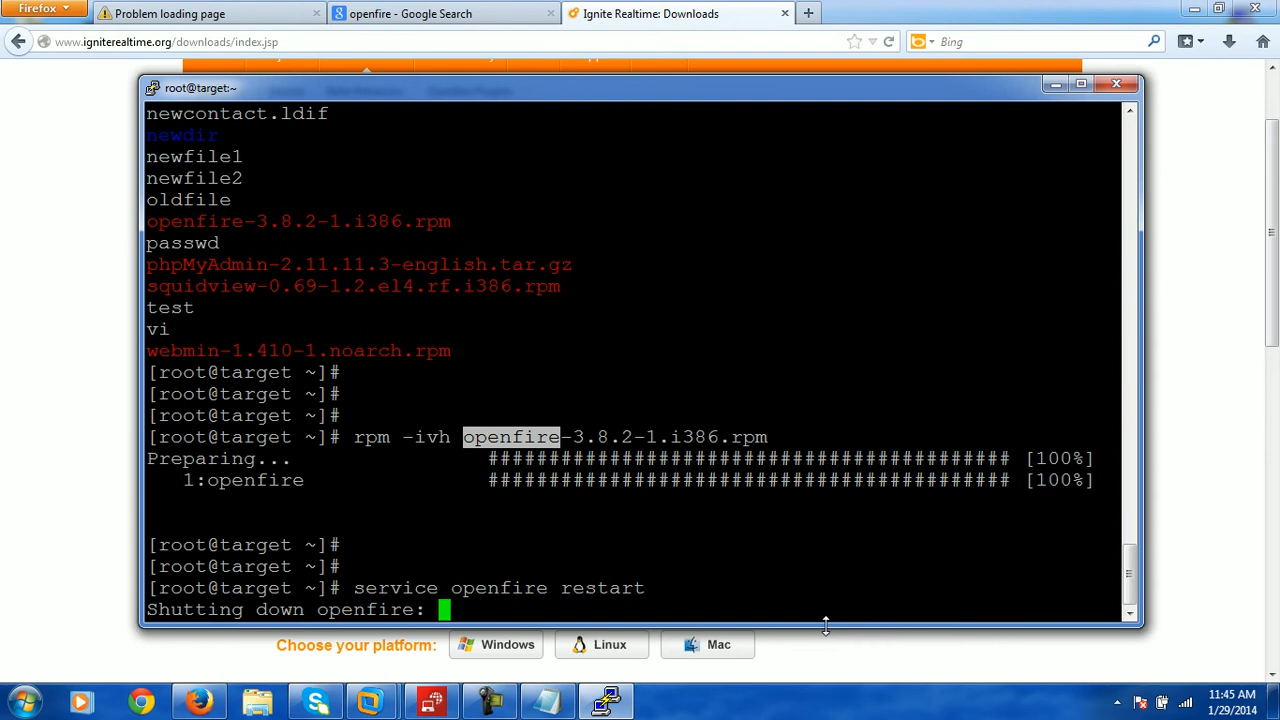 Firefox
Problem loading page
openfire - Google Search
Ignite Realtime: Downloads
www.igniterealtime.org/downloads/index.jsp
Bing
root@target:~
newcontact.ldif
newdir
newfile1
newfile2
oldfile
openfire-3.8.2-1.i386.rpm
passwd
phpMyAdmin-2.11.11.3-english.tar.gz
squidview-0.69-1.2.el4.rf.i386.rpm
test
vi
webmin-1.410-1.noarch.rpm
[root@target ~]#
[root@target ~]#
[root@target ~]#
[root@target ~]# rpm -ivh openfire-3.8.2-1.i386.rpm
Preparing... ########################################### [100%]
1:openfire ########################################### [100%]
[root@target ~]#
[root@target ~]#
[root@target ~]# service openfire restart
Shutting down openfire:
Choose your platform: Windows Linux Mac
11:45 AM
1/29/2014